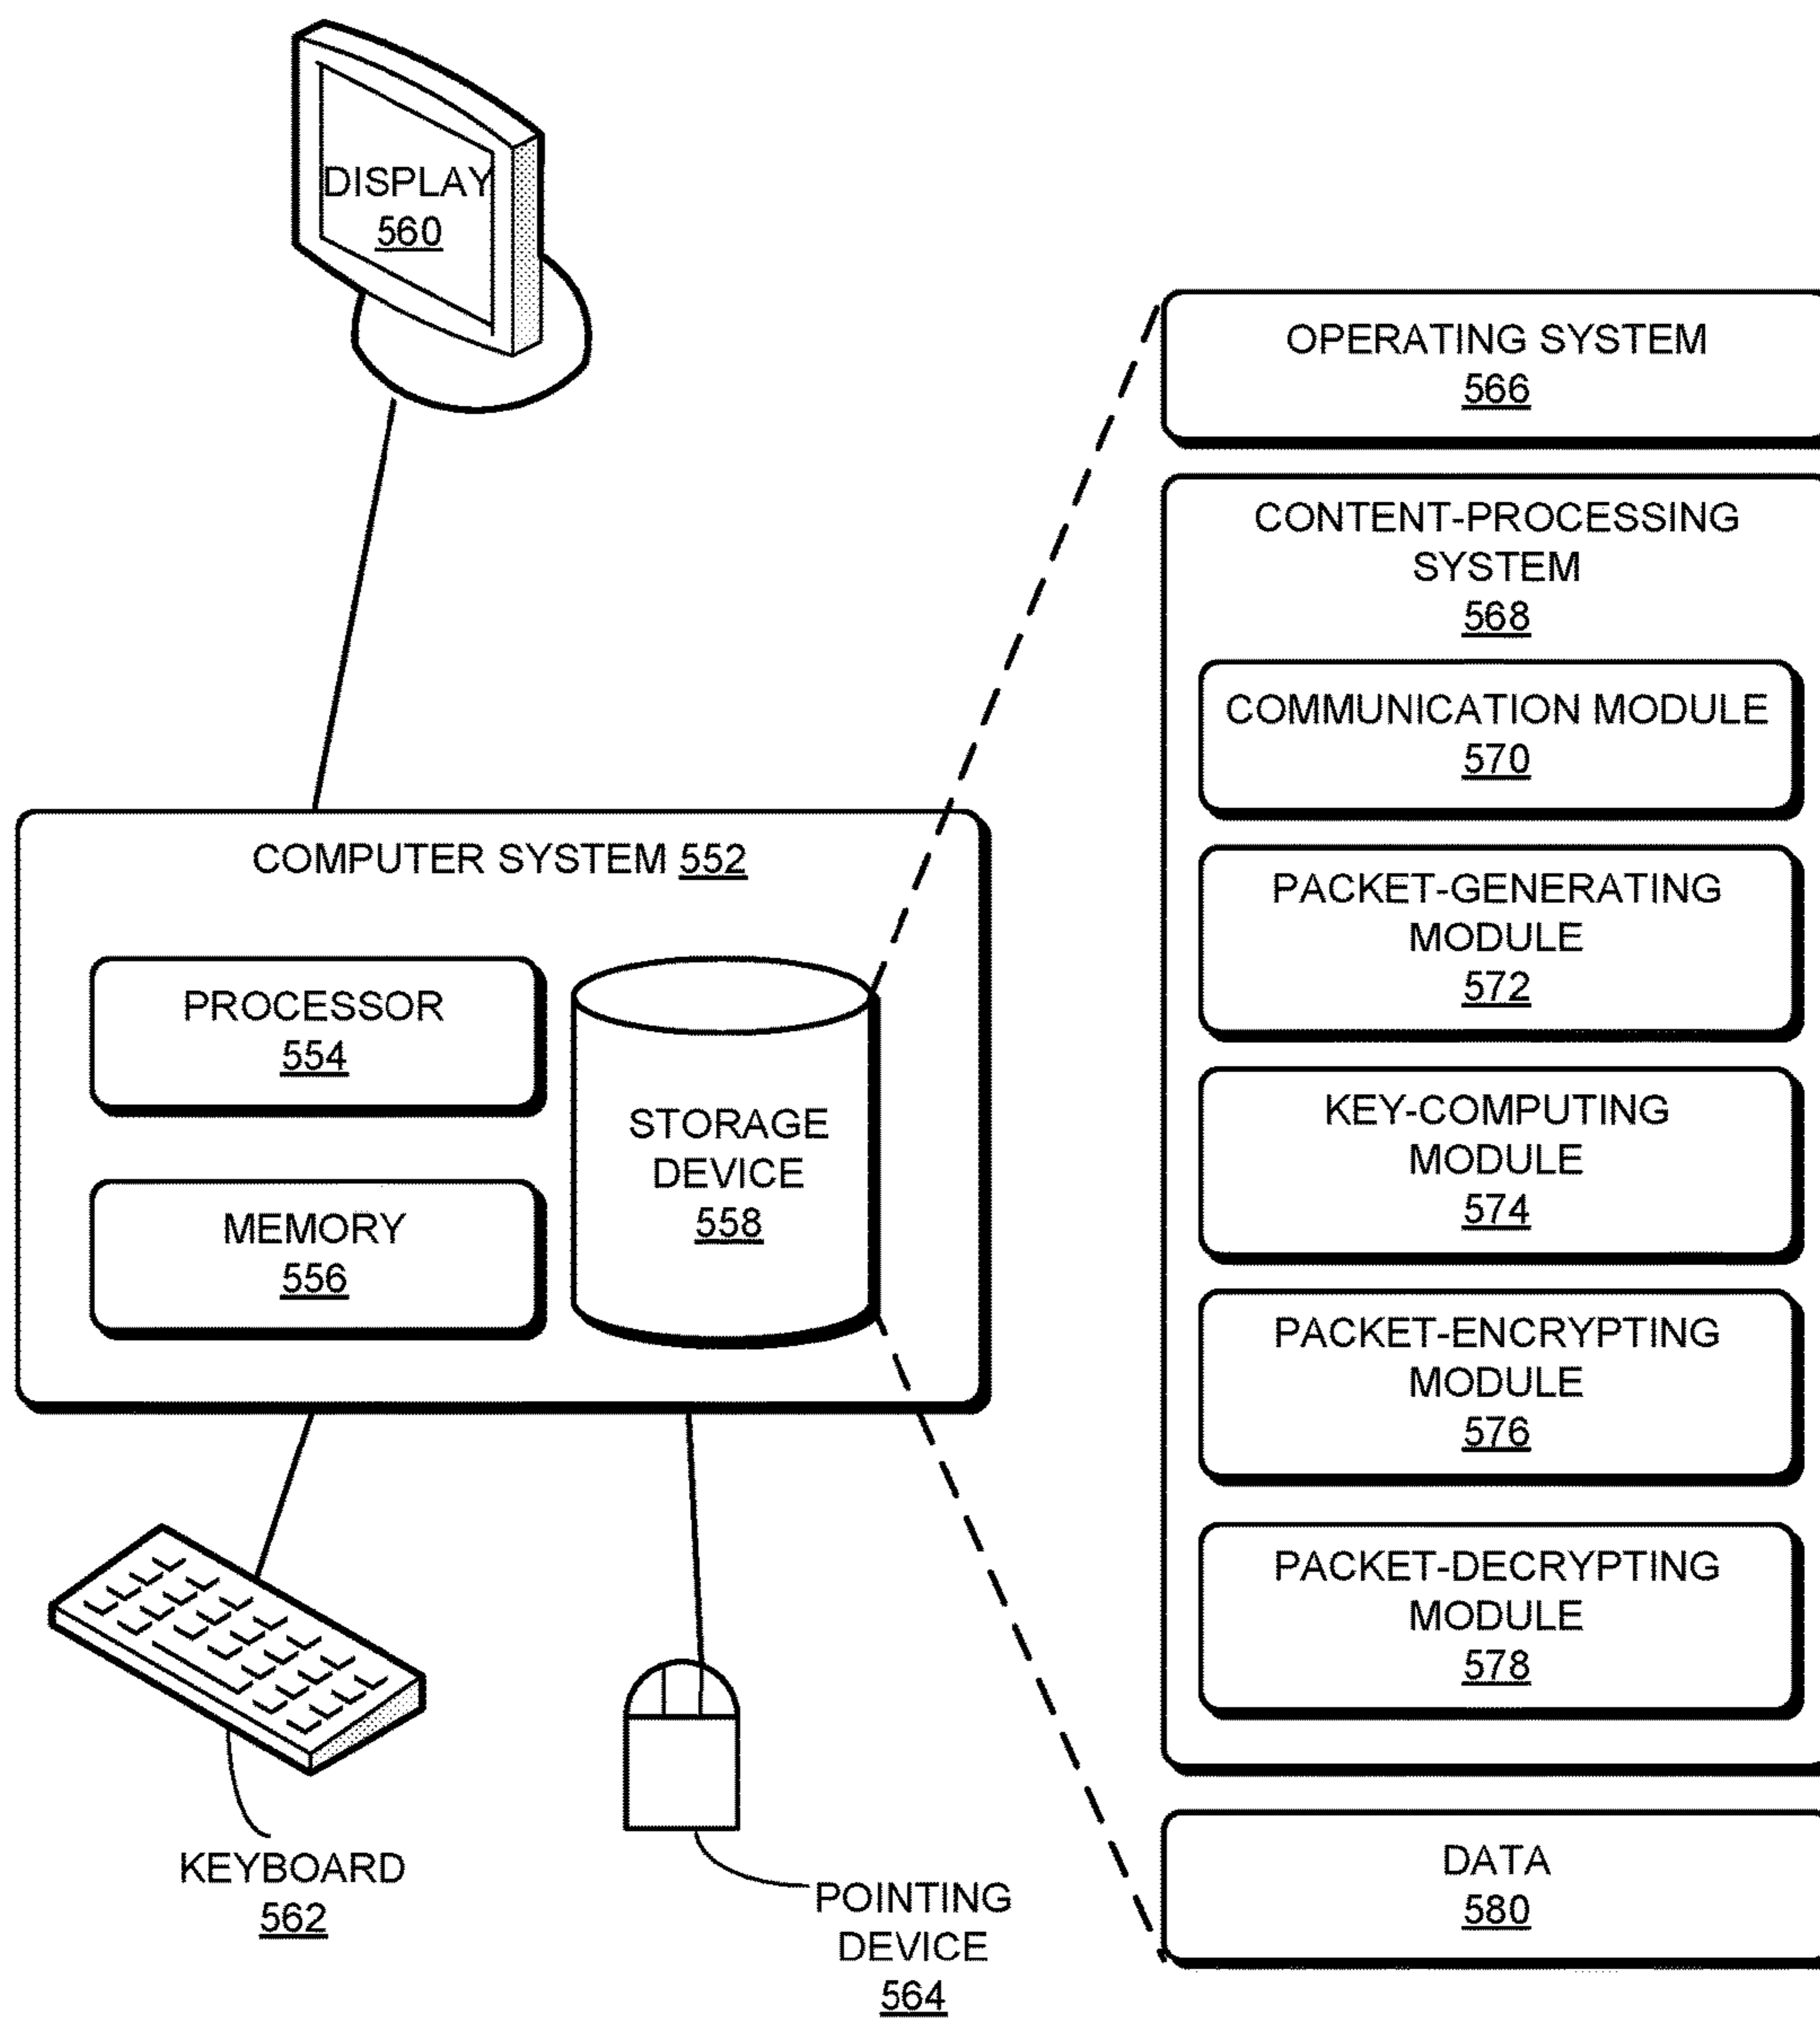 DISPLAY
560
COMPUTER SYSTEM 552
PROCESSOR
554
MEMORY
556
STORAGE
DEVICE
558
KEYBOARD
562
POINTING
DEVICE
564
OPERATING SYSTEM
566
CONTENT-PROCESSING
SYSTEM
568
COMMUNICATION MODULE
570
PACKET-GENERATING
MODULE
572
KEY-COMPUTING
MODULE
574
PACKET-ENCRYPTING
MODULE
576
PACKET-DECRYPTING
MODULE
578
DATA
580